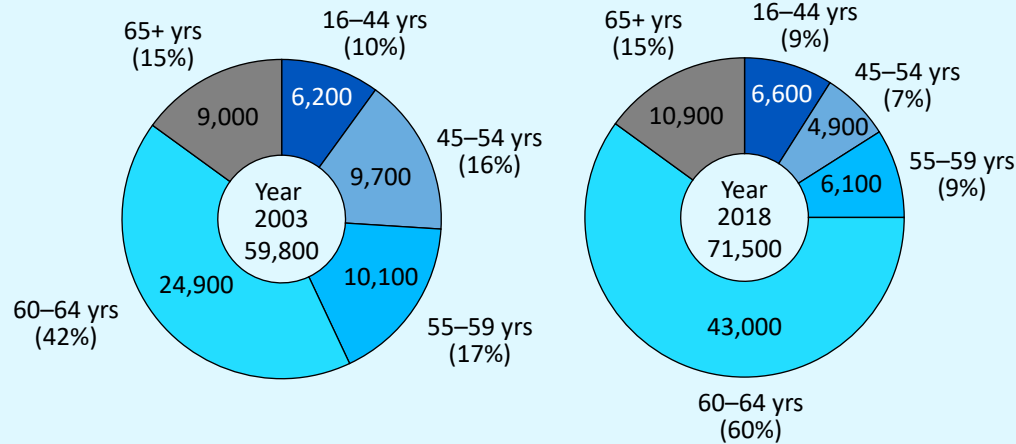 65+ yrs
(15%)
16–44 yrs
(10%)
6,200
9,000
45–54 yrs
(16%)
9,700
Year
2003
59,800
10,100
24,900
60–64 yrs
(42%)
55–59 yrs
(17%)
65+ yrs
(15%)
16–44 yrs
(9%)
6,600
10,900
45–54 yrs
(7%)
4,900
55–59 yrs
(9%)
6,100
Year
2018
71,500
43,000
60–64 yrs
(60%)